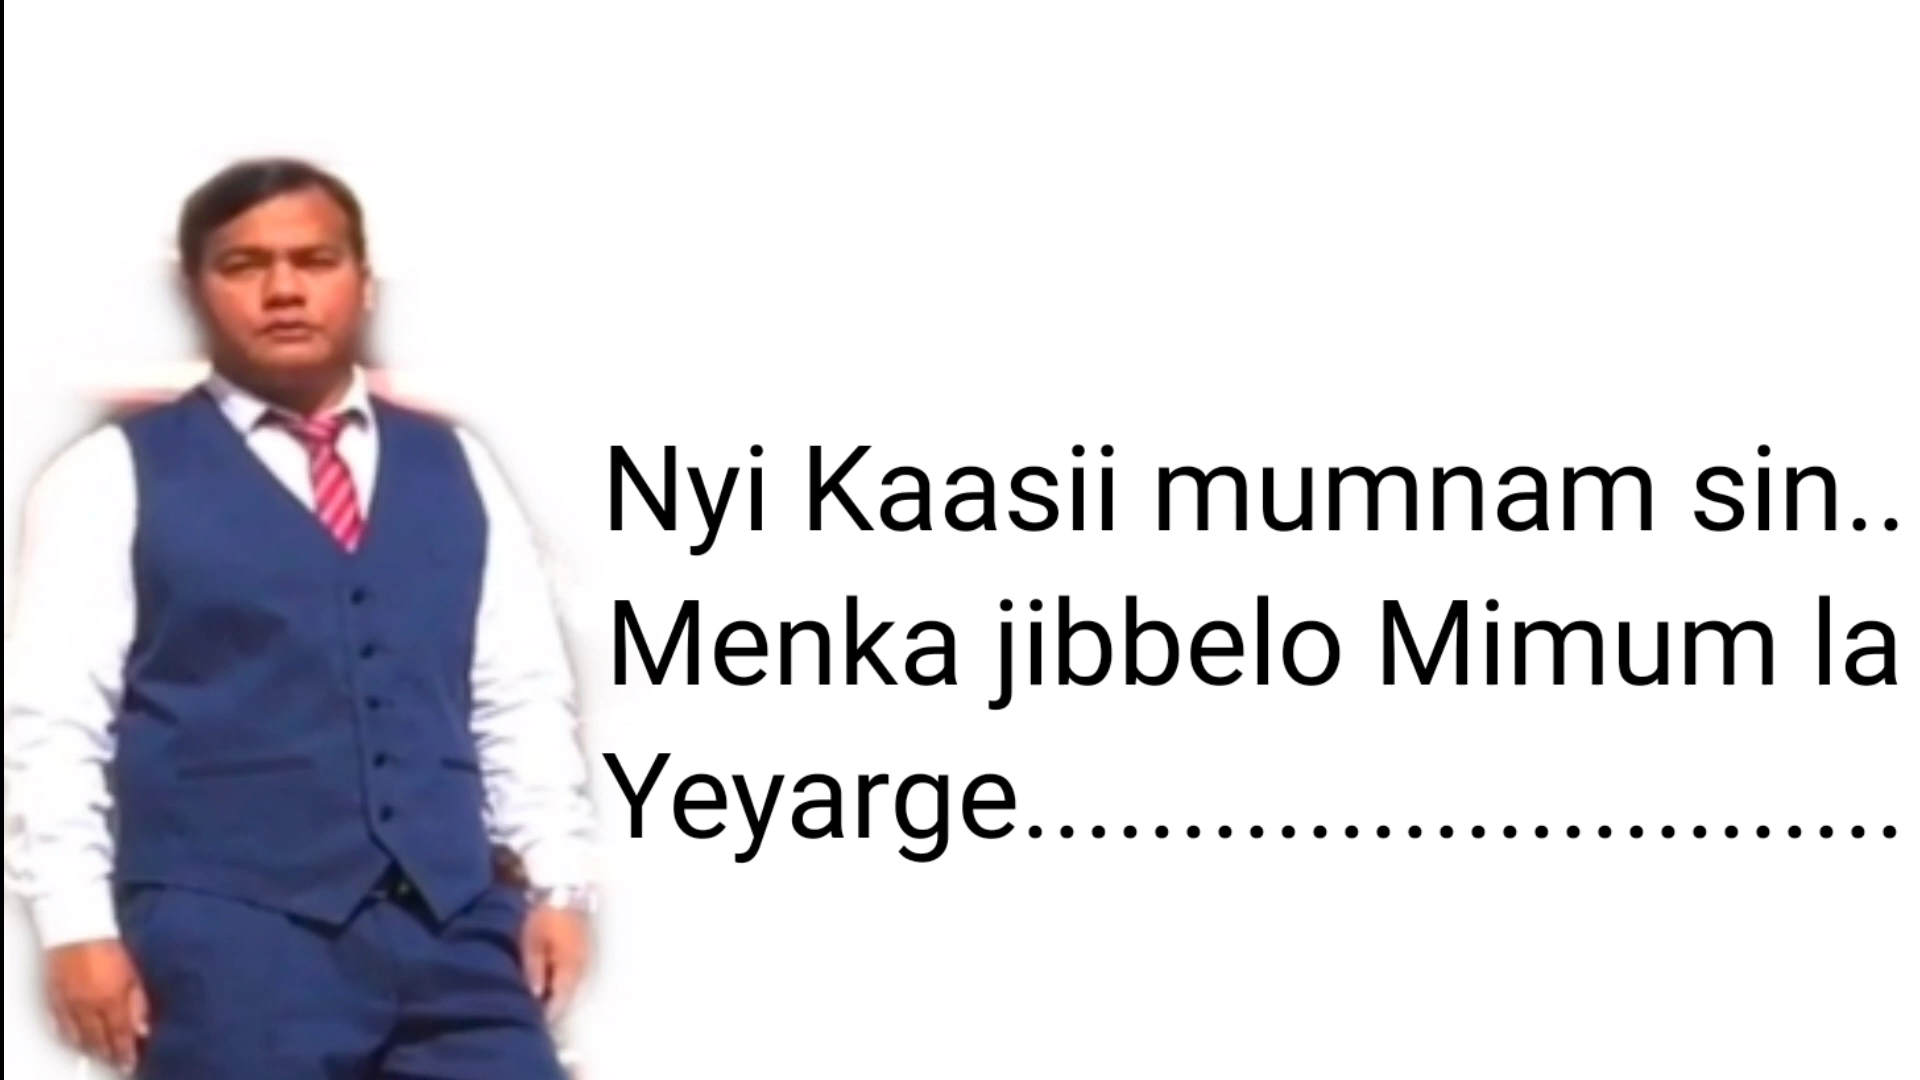 Nyi Kaasii mumnam sin..
Menka jibbelo Mimum la
Yeyarge............................